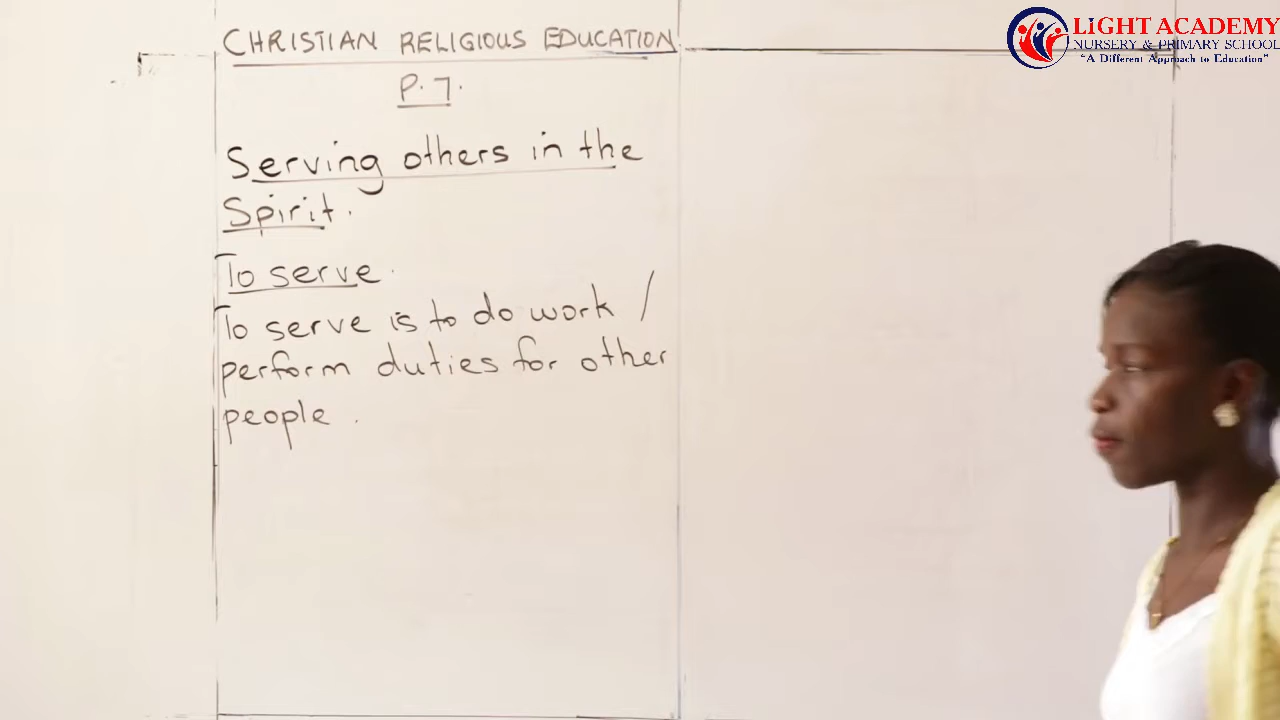 CHRISTIAN RELIGIOUS EDUCATION
P.7.
Serving others in the
Spirit.
To serve.
To serve is to do work /
perform duties for other
people.
LIGHT ACADEMY
NURSERY & PRIMARY SCHOOL
"A Different Approach to Education"